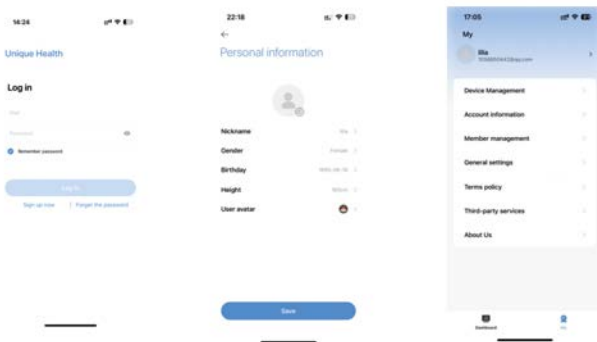 14:24
Unique Health
Log in
Password
Remember password
Log in
Sign up now | Forget the password
22:18
Personal information
Nickname
Gender Female
Birthday
Height
User avatar
Save
17:05
My
Illia
Device Management
Account information
Member management
General settings
Terms policy
Third-party services
About Us
Dashboard My